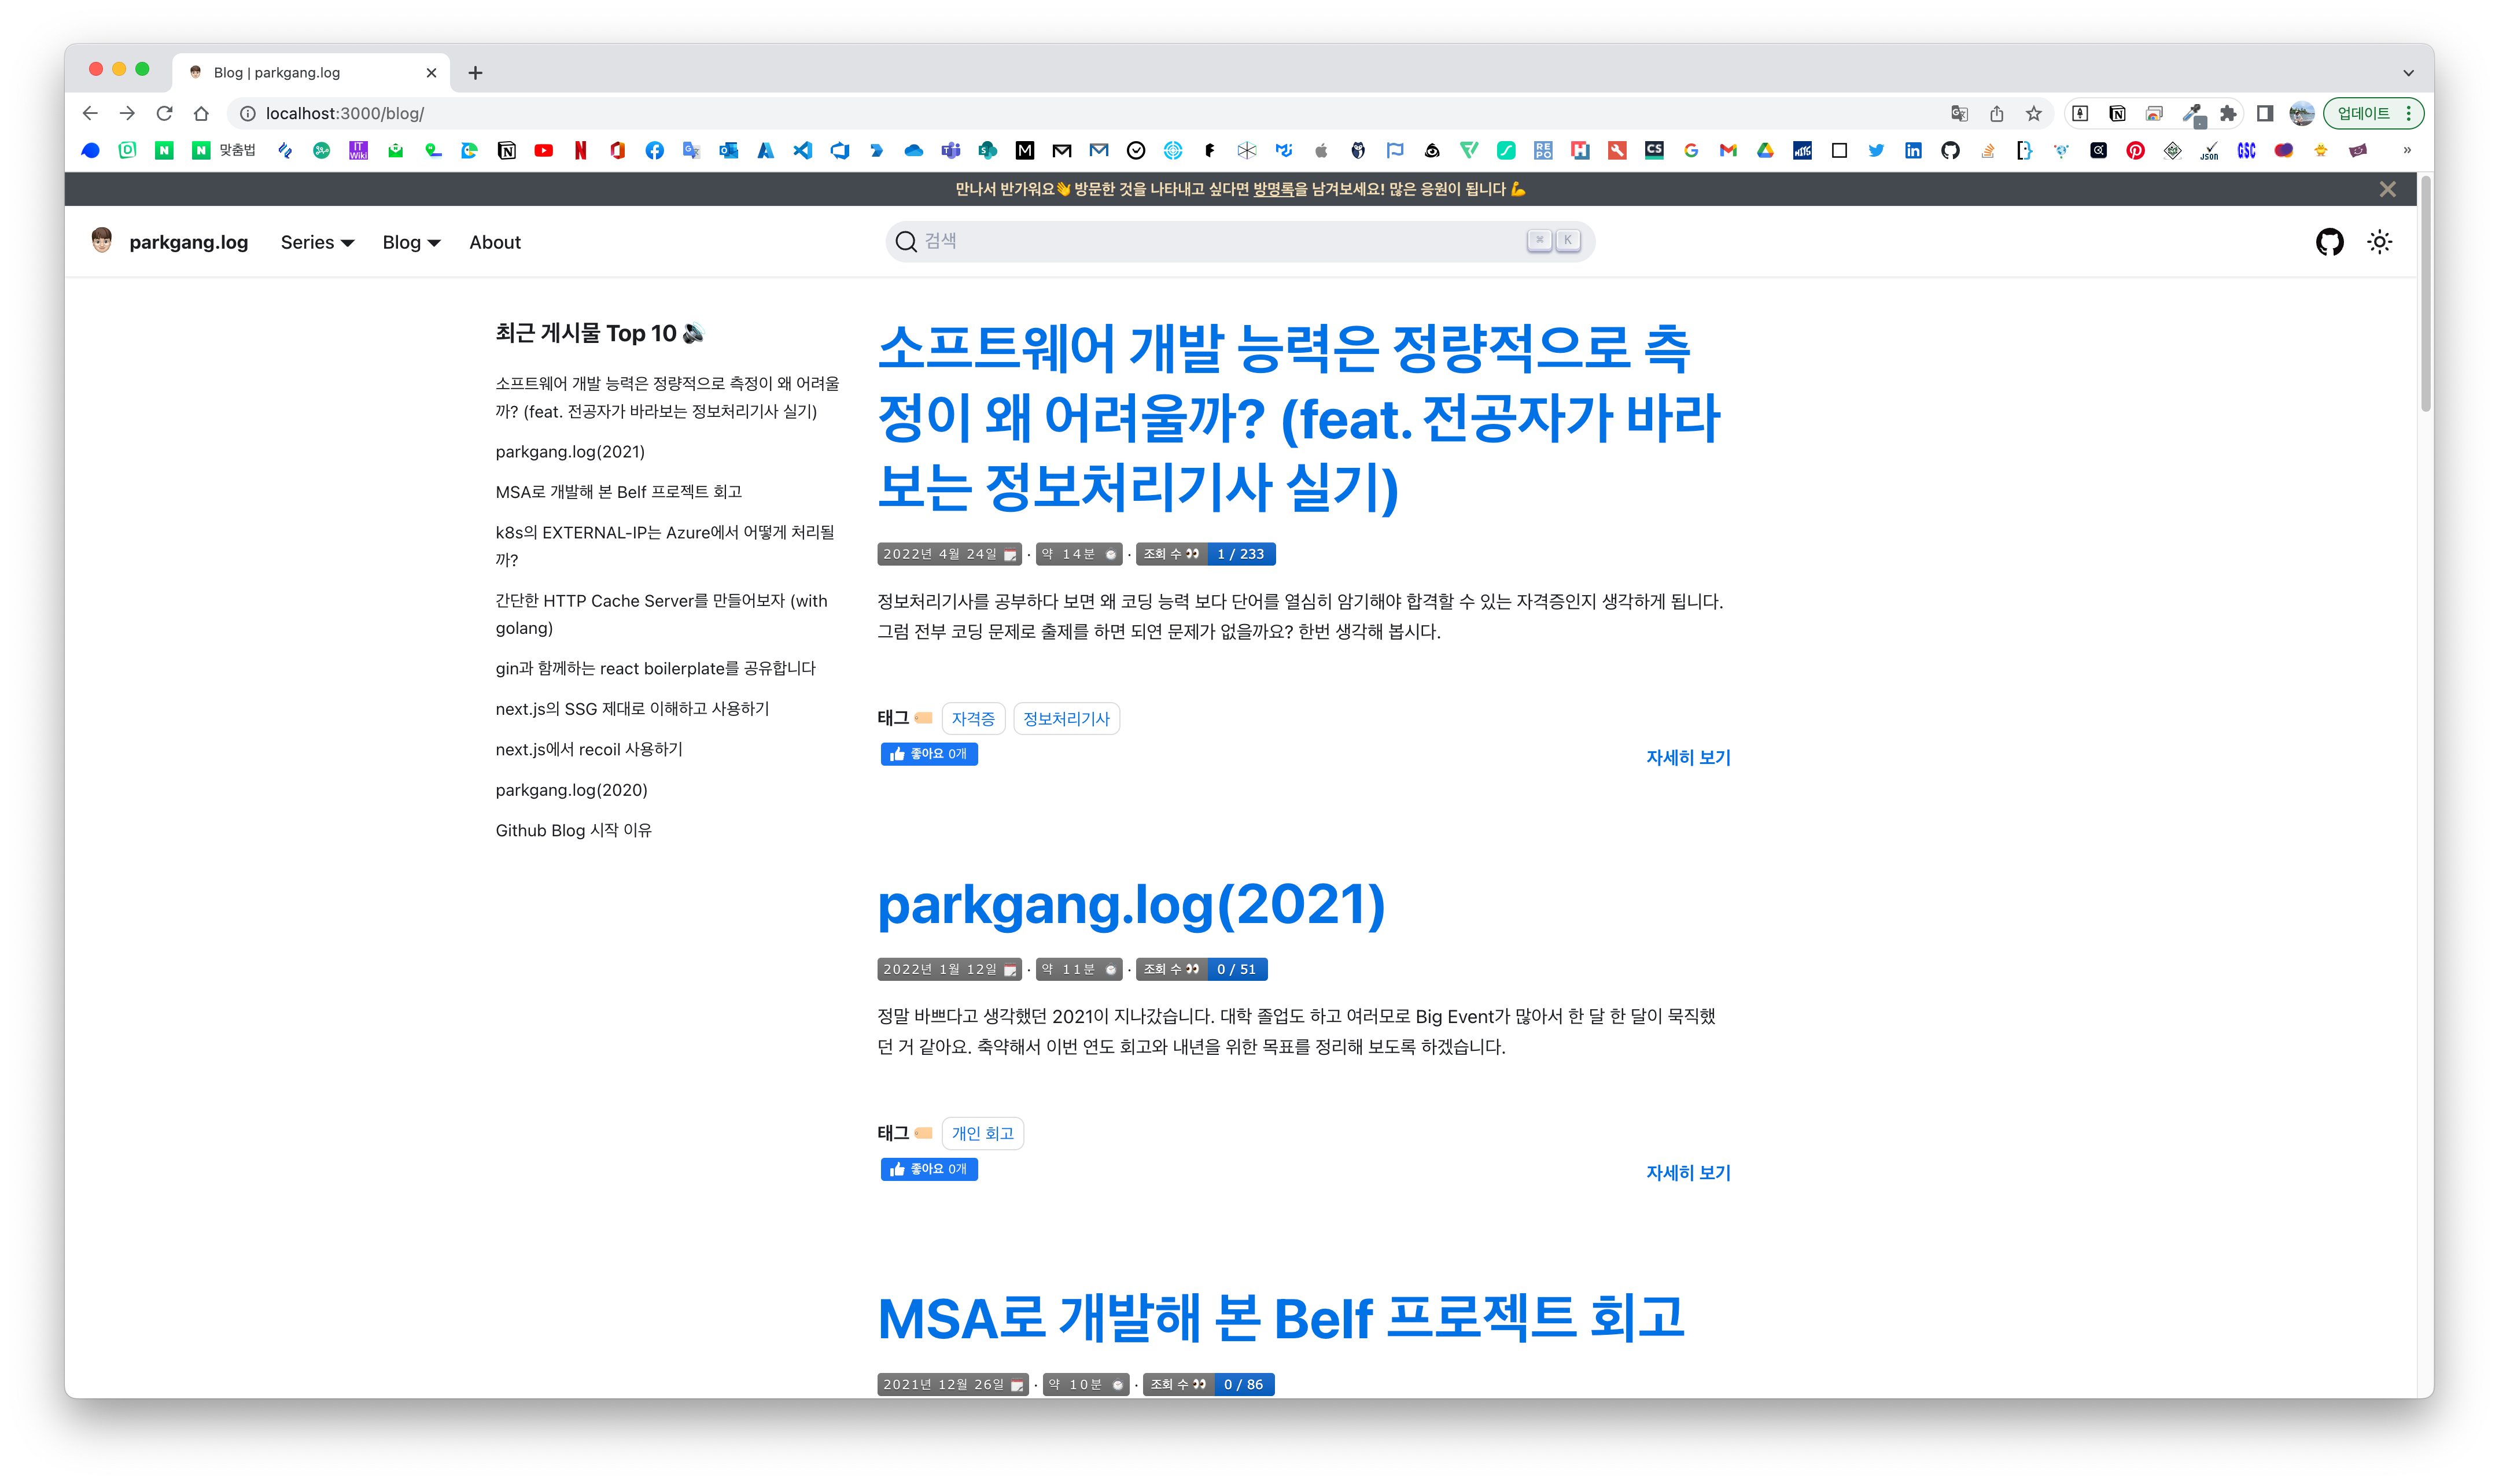 Blog | parkgang.log
localhost:3000/blog/
업데이트
맞춤법
만나서 반가워요👋 방문한 것을 나타내고 싶다면 방명록을 남겨보세요! 많은 응원이 됩니다 💪
parkgang.log
Series
Blog
About
검색
⌘ K
최근 게시물 Top 10 🔊
소프트웨어 개발 능력은 정량적으로 측정이 왜 어려울
까? (feat. 전공자가 바라보는 정보처리기사 실기)
parkgang.log(2021)
MSA로 개발해 본 Belf 프로젝트 회고
k8s의 EXTERNAL-IP는 Azure에서 어떻게 처리될
까?
간단한 HTTP Cache Server를 만들어보자 (with
golang)
gin과 함께하는 react boilerplate를 공유합니다
next.js의 SSG 제대로 이해하고 사용하기
next.js에서 recoil 사용하기
parkgang.log(2020)
Github Blog 시작 이유
소프트웨어 개발 능력은 정량적으로 측
정이 왜 어려울까? (feat. 전공자가 바라
보는 정보처리기사 실기)
2022년 4월 24일 · 약 14분 · 조회 수 👀 1 / 233
정보처리기사를 공부하다 보면 왜 코딩 능력 보다 단어를 열심히 암기해야 합격할 수 있는 자격증인지 생각하게 됩니다.
그럼 전부 코딩 문제로 출제를 하면 되연 문제가 없을까요? 한번 생각해 봅시다.
태그 자격증 정보처리기사
좋아요 0개
자세히 보기
parkgang.log(2021)
2022년 1월 12일 · 약 11분 · 조회 수 👀 0 / 51
정말 바쁘다고 생각했던 2021이 지나갔습니다. 대학 졸업도 하고 여러모로 Big Event가 많아서 한 달 한 달이 묵직했
던 거 같아요. 축약해서 이번 연도 회고와 내년을 위한 목표를 정리해 보도록 하겠습니다.
태그 개인 회고
좋아요 0개
자세히 보기
MSA로 개발해 본 Belf 프로젝트 회고
2021년 12월 26일 · 약 10분 · 조회 수 👀 0 / 86